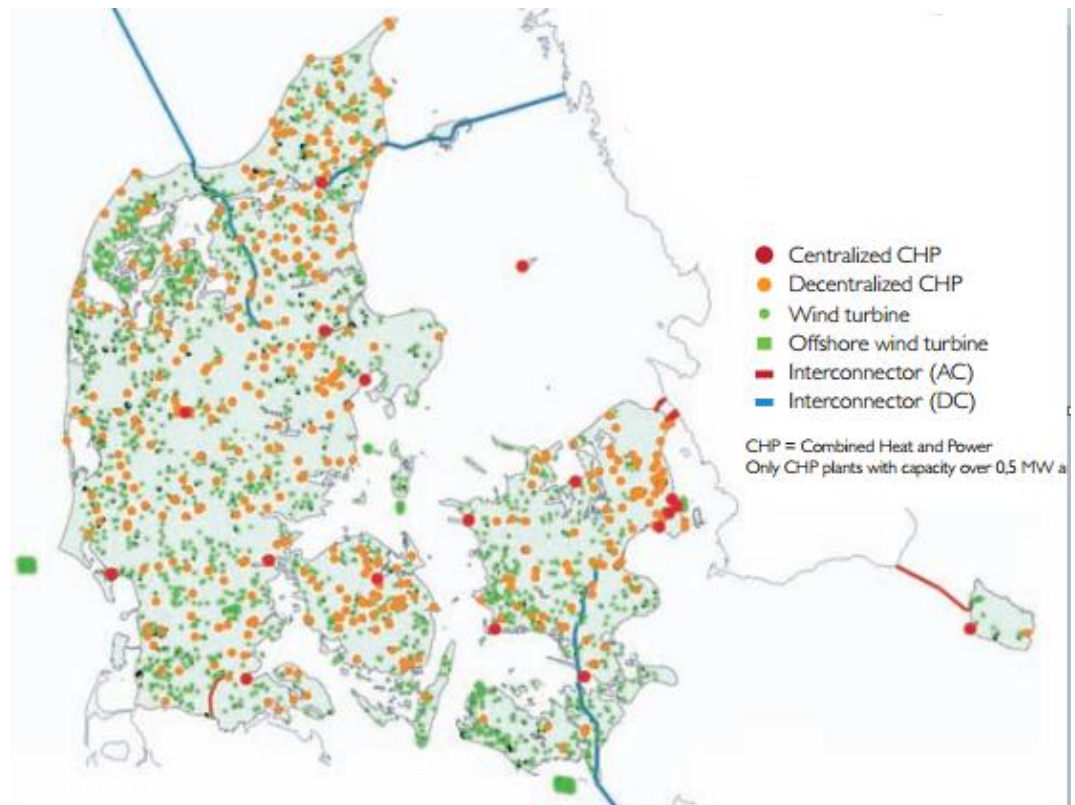 Centralized CHP
Decentralized CHP
Wind turbine
Offshore wind turbine
Interconnector (AC)
Interconnector (DC)
CHP = Combined Heat and Power
Only CHP plants with capacity over 0,5 MW a